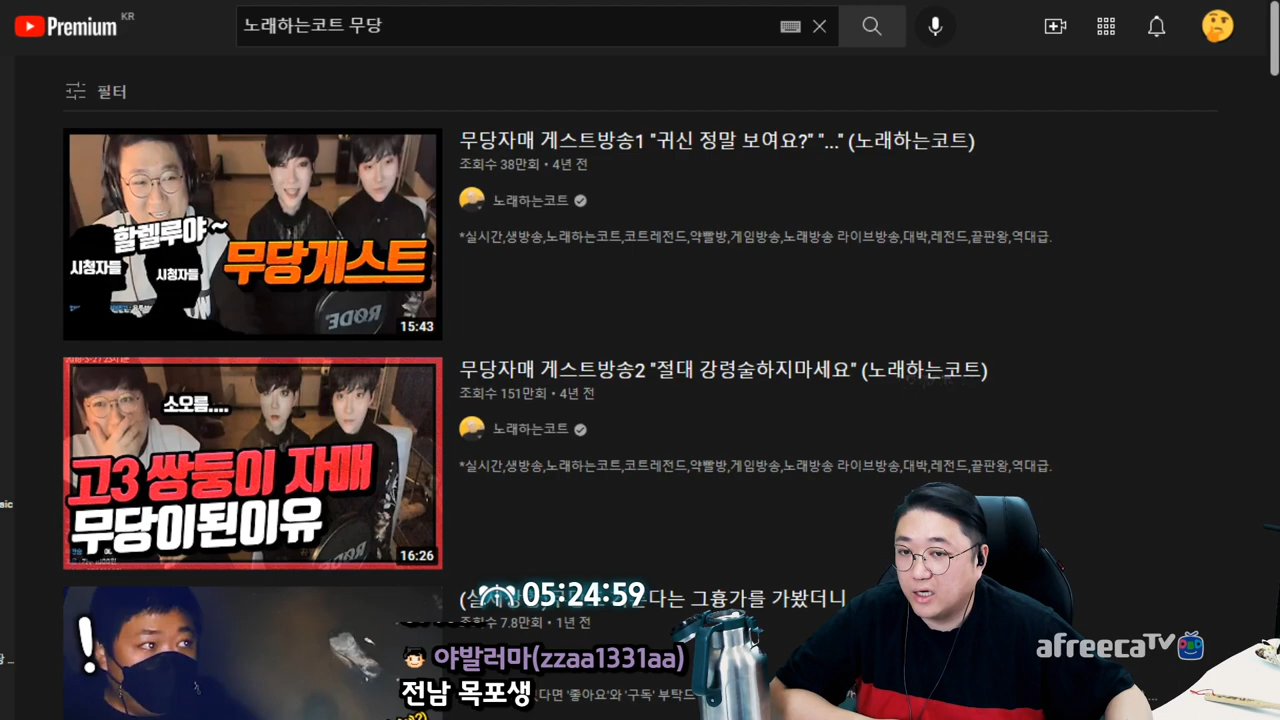 Premium KR
노래하는코트 무당
필터
무당자매 게스트방송1 "귀신 정말 보여요?" "..." (노래하는코트)
조회수 38만회 • 4년 전
노래하는코트
*실시간,생방송,노래하는코트,코트레전드,약빨방,게임방송,노래방송 라이브방송,대박,레전드,끝판왕,역대급.
할렐루야~
시청자들
시청자들
무당게스트
RODE
15:43
무당자매 게스트방송2 "절대 강령술하지마세요" (노래하는코트)
조회수 151만회 • 4년 전
노래하는코트
*실시간,생방송,노래하는코트,코트레전드,약빨방,게임방송,노래방송 라이브방송,대박,레전드,끝판왕,역대급.
소오름....
고3 쌍둥이 자매
무당이된이유
16:26
05:24:59
다는 그흉가를 가봤더니
조회수 7.8만회 • 1년 전
!
야발러마(zzaa1331aa)
전남 목포생
다면 '좋아요'와 '구독' 부탁드
afreecaTV